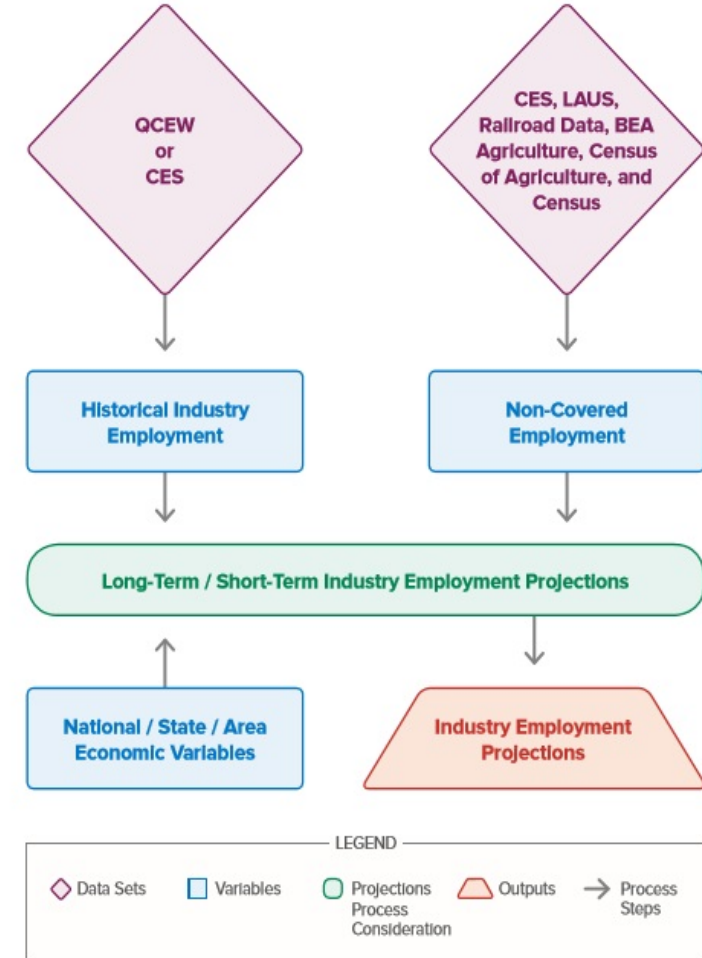 QCEW
or
CES
CES, LAUS,
Railroad Data, BEA
Agriculture, Census
of Agriculture, and
Census
Historical Industry
Employment
Non-Covered
Employment
Long-Term / Short-Term Industry Employment Projections
National / State / Area
Economic Variables
Industry Employment
Projections
LEGEND
Data Sets
Variables
Projections
Process
Consideration
Outputs
Process
Steps